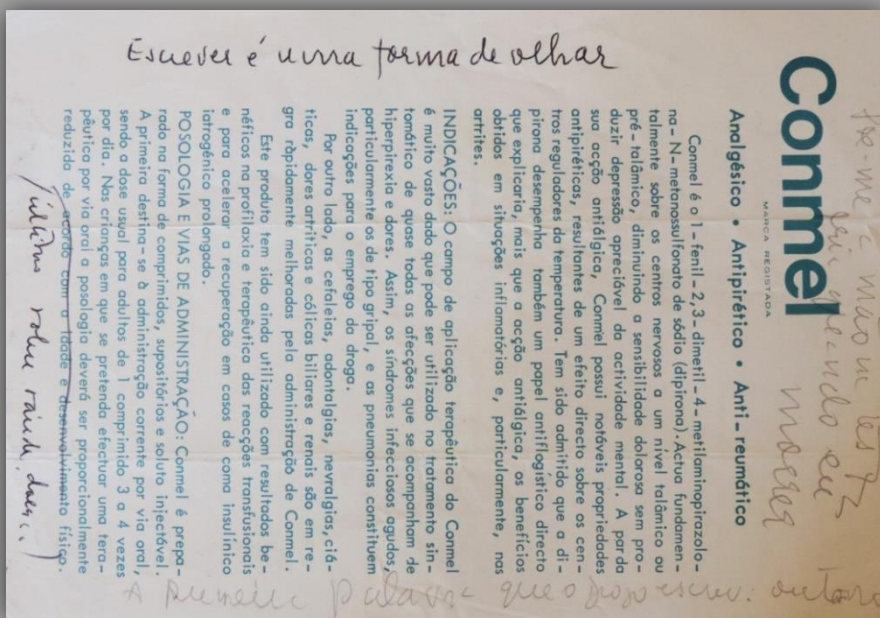 Escrever é uma forma de olhar
Conmel
MARCA REGISTADA
Analgésico • Antipirético • Anti-reumático
Conmel é o 1-fenil-2,3-dimetil-4-metilaminopirazolo-
na-N-metanossulfonato de sódio (dipirona). Actua fundamen-
talmente sobre os centros nervosos a um nível talâmico ou
pré-talâmico, diminuindo a sensibilidade dolorosa sem pro-
duzir depressão apreciável da actividade mental. A par da
sua acção antiálgica, Conmel possui notáveis propriedades
antipiréticas, resultantes de um efeito directo sobre os cen-
tros reguladores da temperatura. Tem sido admitido que a di-
pirona desempenha também um papel antiflogístico directo
que explicaria, mais que a acção antiálgica, os benefícios
obtidos em situações inflamatórias e, particularmente, nas
artrites.
INDICAÇÕES: O campo de aplicação terapêutica do Conmel
é muito vasto dado que pode ser utilizado no tratamento sin-
tomático de quase todas as afecções que se acompanham de
hiperpirexia e dores. Assim, os síndromes infecciosos agudos,
particularmente os de tipo gripal, e as pneumonias constituem
indicações para o emprego da droga.
Por outro lado, as cefaleias, odontalgias, nevralgias, ciá-
ticas, dores artríticas e cólicas biliares e renais são em re-
gra ràpidamente melhoradas pela administração de Conmel.
Este produto tem sido ainda utilizado com resultados be-
néficos na profilaxia e terapêutica das reacções transfusionais
e para acelerar a recuperação em casos de coma insulínico
iatrogénico prolongado.
POSOLOGIA E VIAS DE ADMINISTRAÇÃO: Conmel é prepa-
rado na forma de comprimidos, supositórios e soluto injectável.
A primeira destina-se à administração corrente por via oral,
sendo a dose usual para adultos de 1 comprimido 3 a 4 vezes
por dia. Nas crianças em que se pretenda efectuar uma tera-
pêutica por via oral a posologia deverá ser proporcionalmente
reduzida de acordo com a idade e desenvolvimento físico.
sobre
quando eu
morrer
A primeira palavra que o